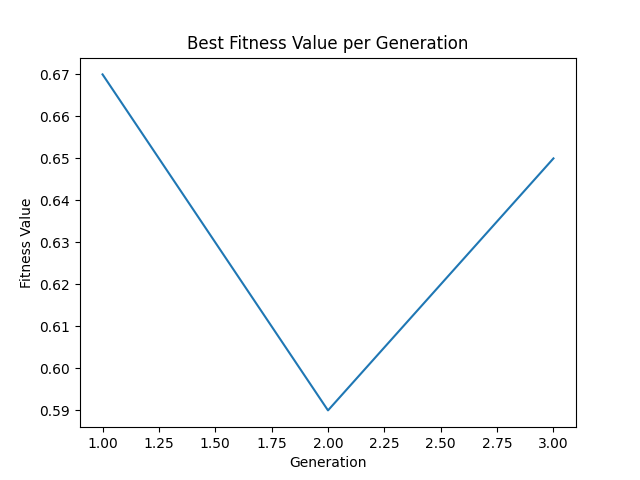 Best Fitness Value per Generation
Fitness Value
0.67
0.66
0.65
0.64
0.63
0.62
0.61
0.60
0.59
1.00 1.25 1.50 1.75 2.00 2.25 2.50 2.75 3.00
Generation